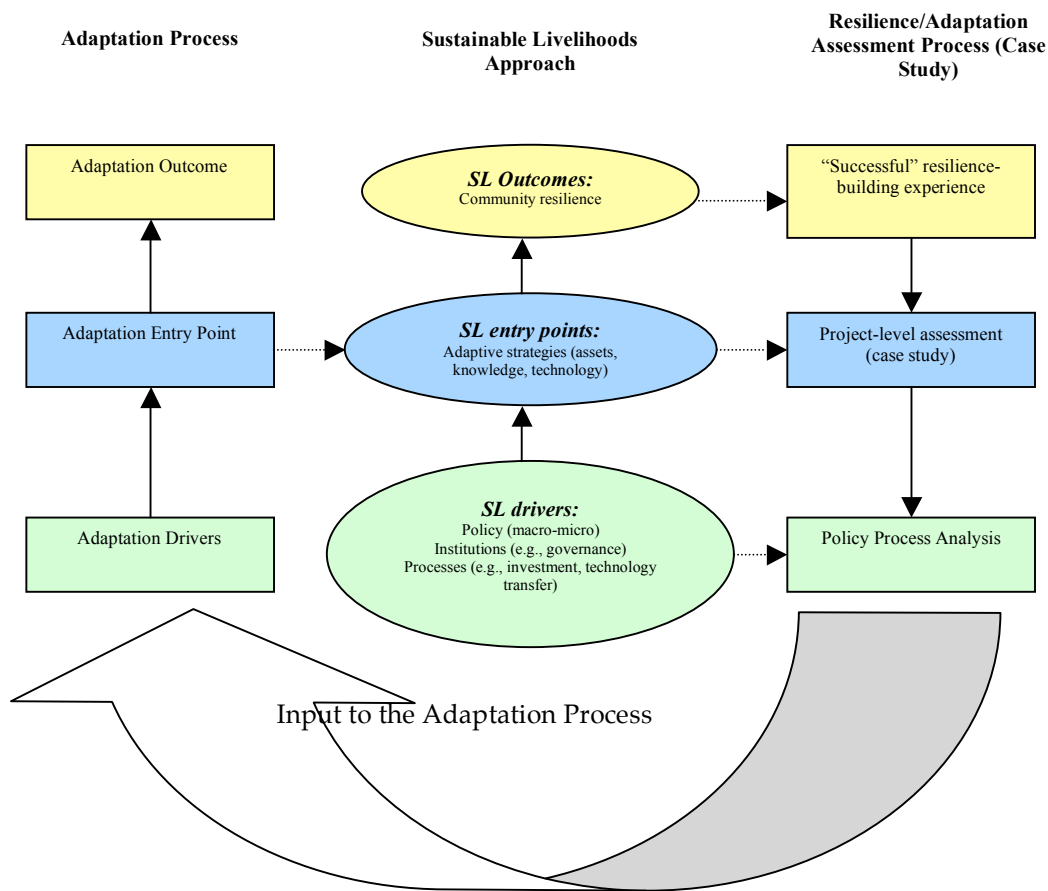 Adaptation Process
Sustainable Livelihoods
Approach
Resilience/Adaptation
Assessment Process (Case
Study)
Adaptation Outcome
SL Outcomes:
Community resilience
“Successful” resilience-
building experience
Adaptation Entry Point
SL entry points:
Adaptive strategies (assets,
knowledge, technology)
Project-level assessment
(case study)
Adaptation Drivers
SL drivers:
Policy (macro-micro)
Institutions (e.g., governance)
Processes (e.g., investment, technology
transfer)
Policy Process Analysis
Input to the Adaptation Process